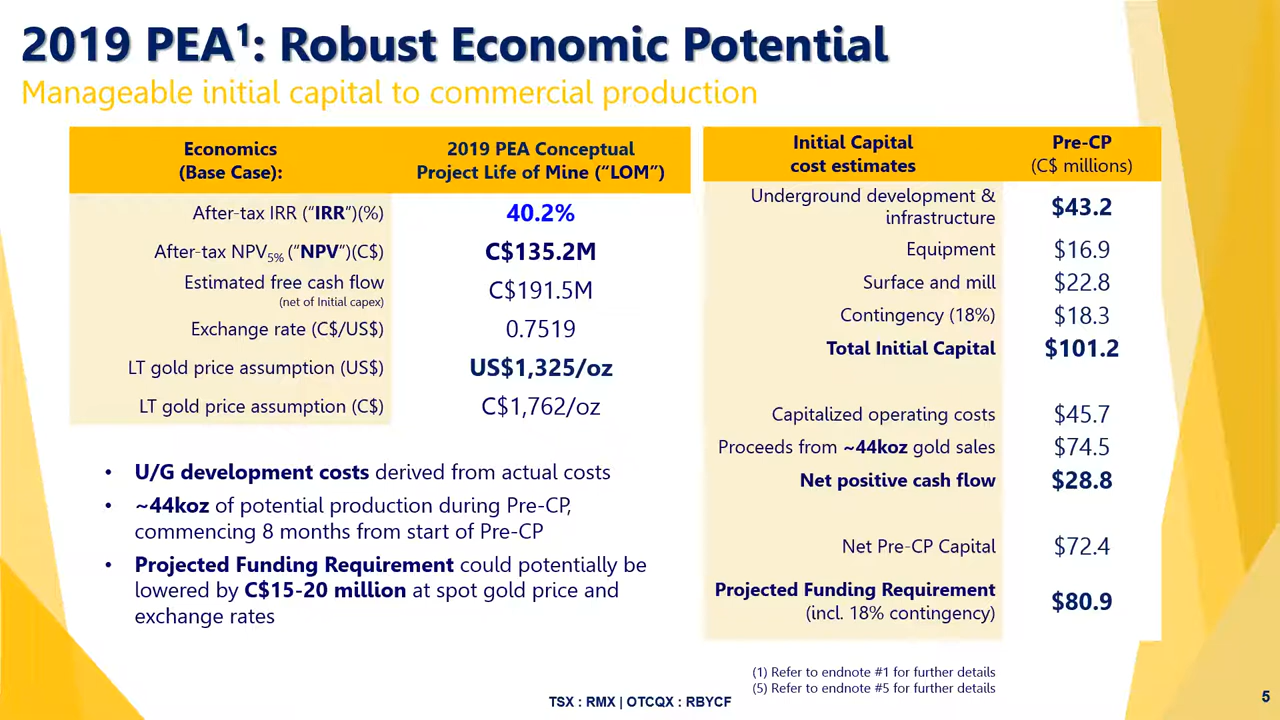 2019 PEA¹: Robust Economic Potential
Manageable initial capital to commercial production
Economics
(Base Case):
2019 PEA Conceptual
Project Life of Mine (“LOM”)
After-tax IRR (“IRR”)(%)
40.2%
After-tax NPV5% (“NPV”)(C$)
C$135.2M
Estimated free cash flow
(net of Initial capex)
C$191.5M
Exchange rate (C$/US$)
0.7519
LT gold price assumption (US$)
US$1,325/oz
LT gold price assumption (C$)
C$1,762/oz
• U/G development costs derived from actual costs
• ~44koz of potential production during Pre-CP,
commencing 8 months from start of Pre-CP
• Projected Funding Requirement could potentially be
lowered by C$15-20 million at spot gold price and
exchange rates
Initial Capital
cost estimates
Pre-CP
(C$ millions)
Underground development &
infrastructure
$43.2
Equipment
$16.9
Surface and mill
$22.8
Contingency (18%)
$18.3
Total Initial Capital
$101.2
Capitalized operating costs
$45.7
Proceeds from ~44koz gold sales
$74.5
Net positive cash flow
$28.8
Net Pre-CP Capital
$72.4
Projected Funding Requirement
(incl. 18% contingency)
$80.9
(1) Refer to endnote #1 for further details
(5) Refer to endnote #5 for further details
TSX : RMX | OTCQX : RBYCF
5